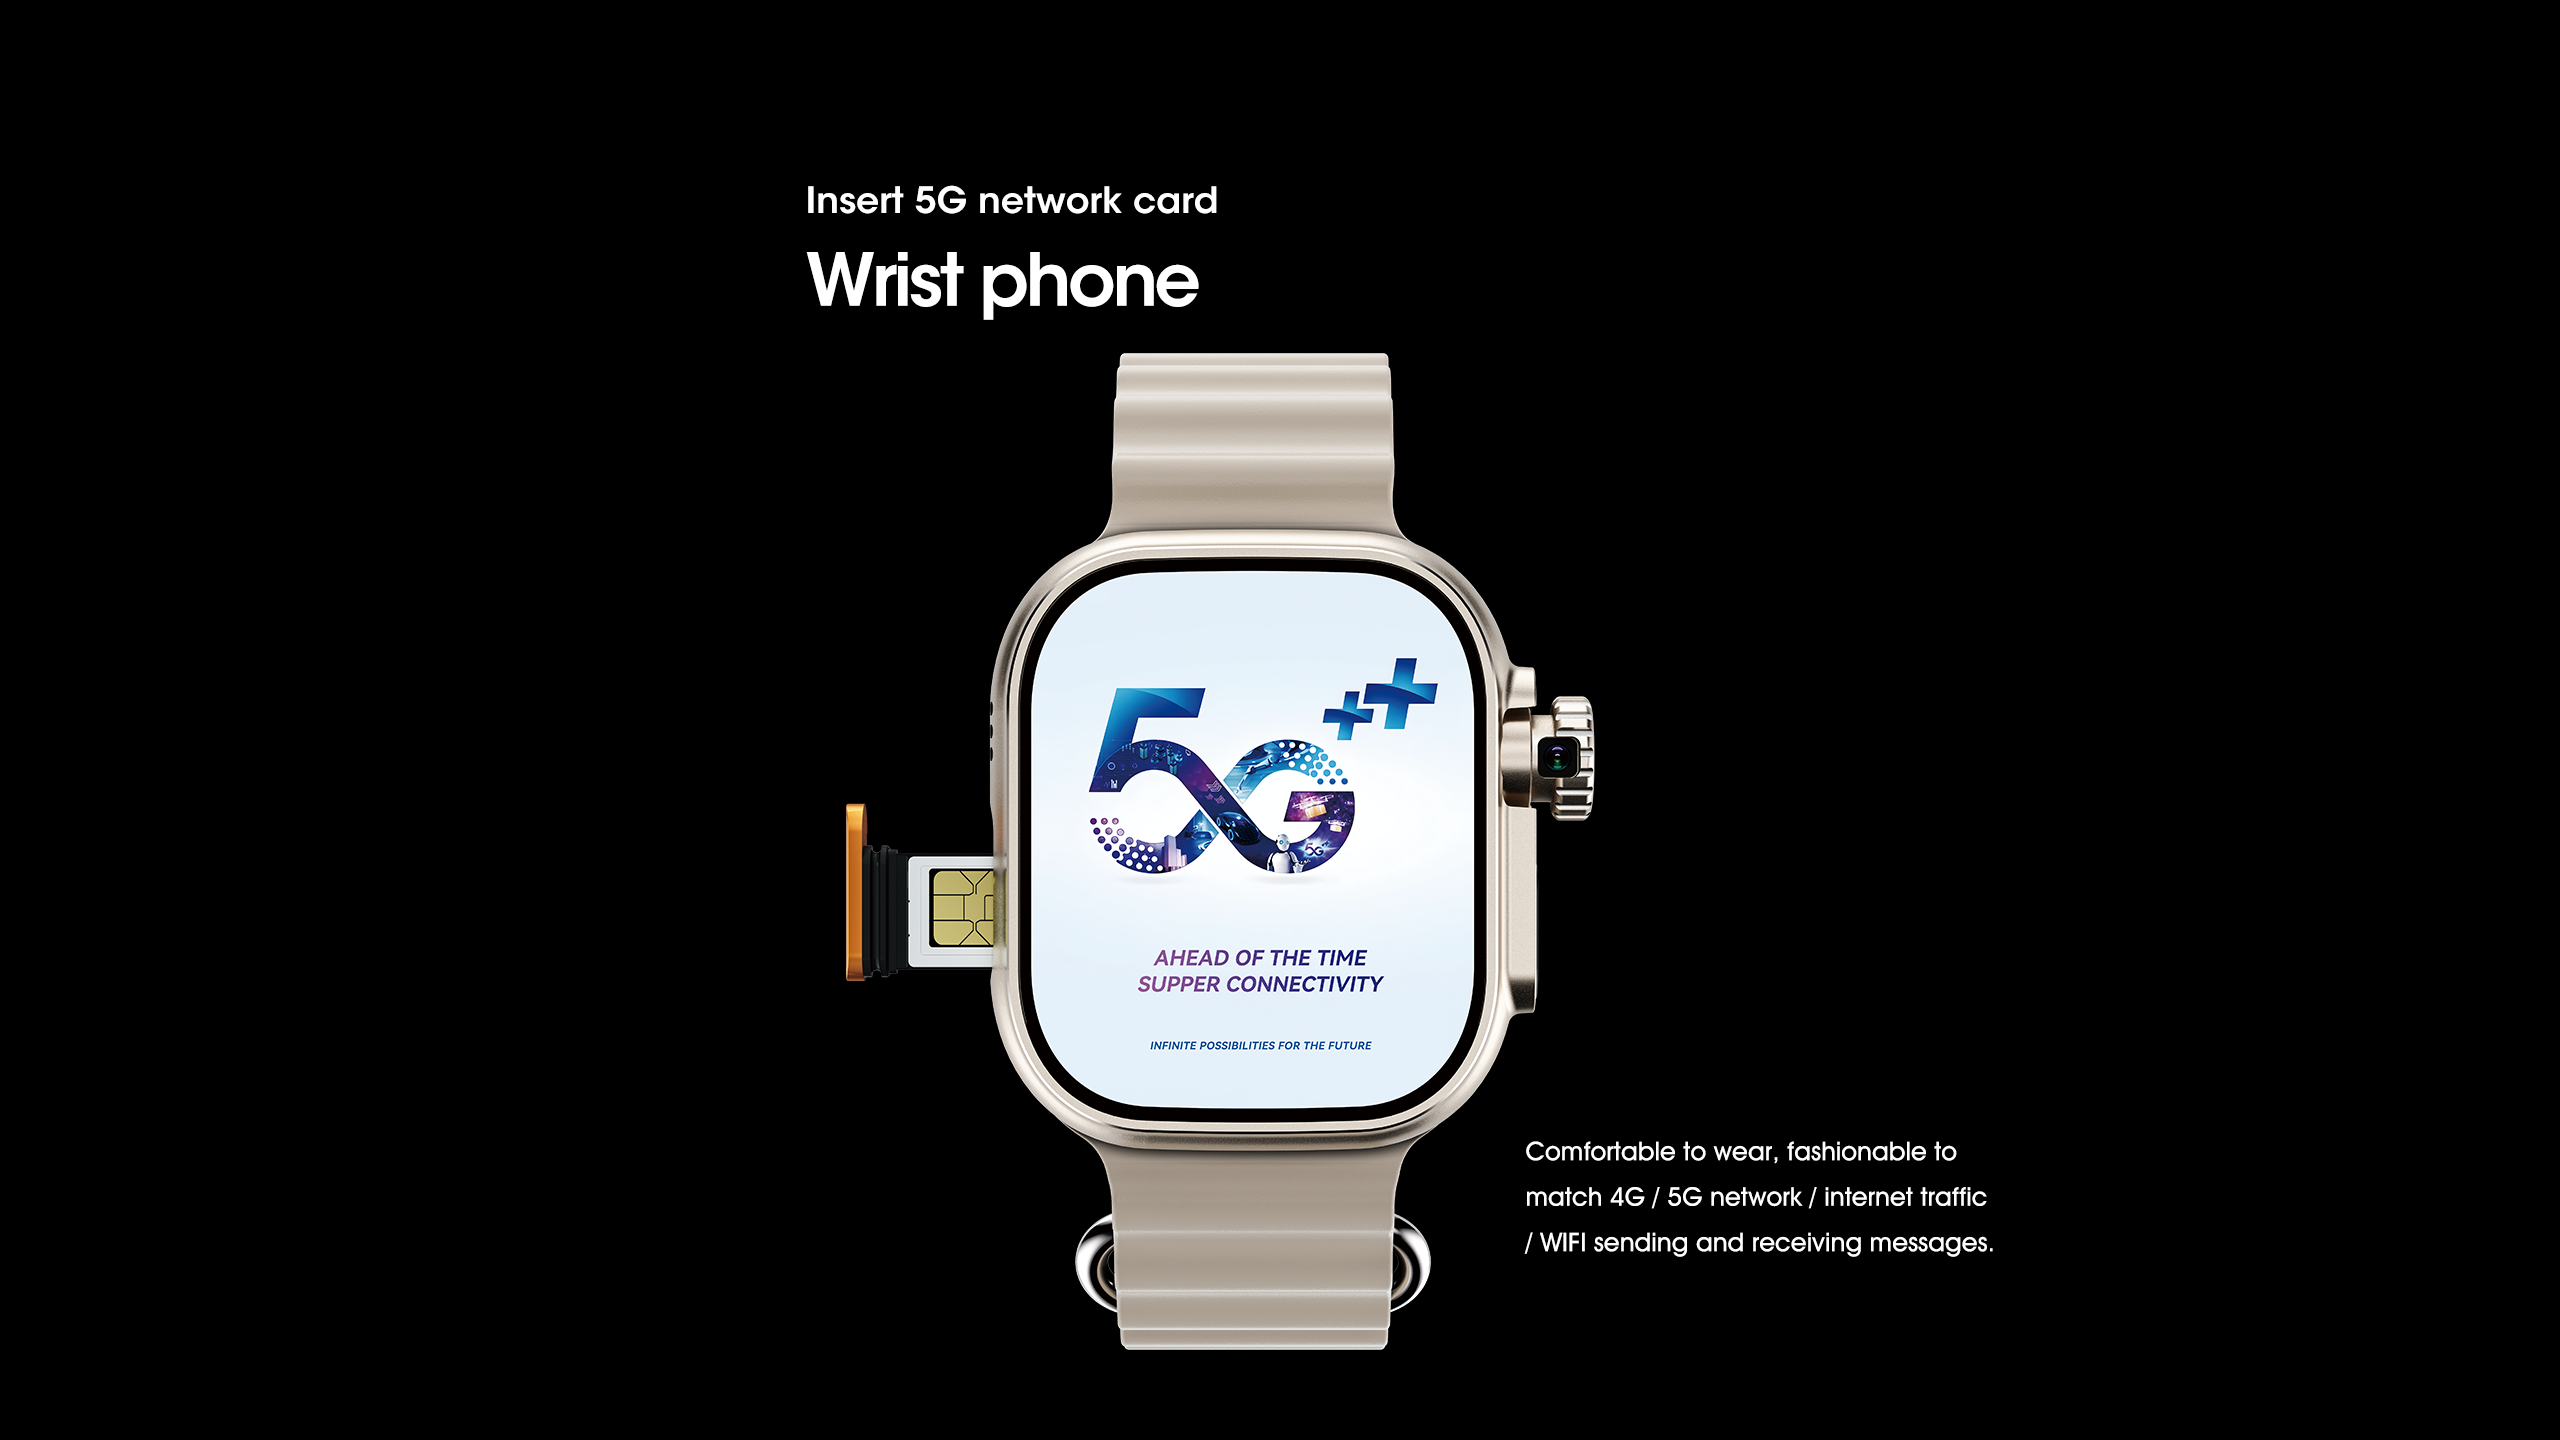 Insert 5G network card
Wrist phone
5G++
5G
AHEAD OF THE TIME
SUPPER CONNECTIVITY
INFINITE POSSIBILITIES FOR THE FUTURE
Comfortable to wear, fashionable to
match 4G / 5G network / internet traffic
/ WIFI sending and receiving messages.